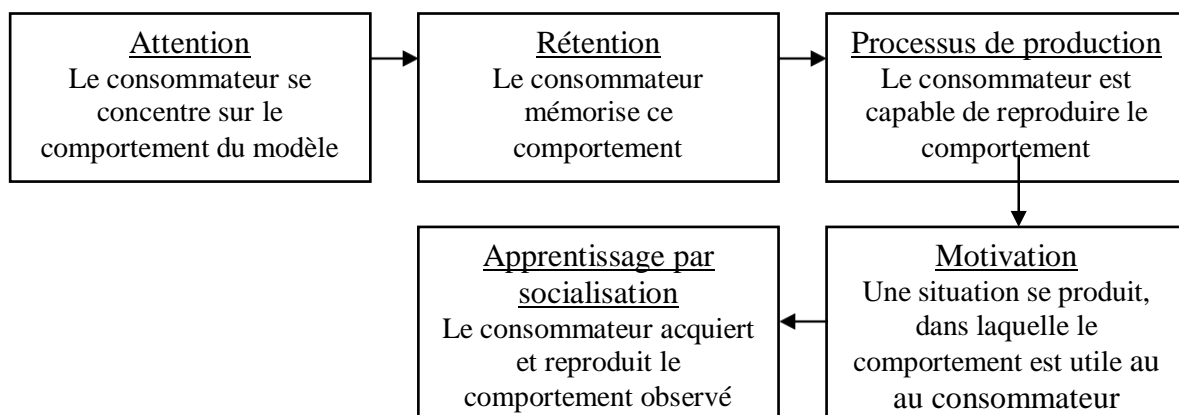 Attention
Le consommateur se
concentre sur le
comportement du modèle
Rétention
Le consommateur
mémorise ce
comportement
Processus de production
Le consommateur est
capable de reproduire le
comportement
Motivation
Une situation se produit,
dans laquelle le
comportement est utile au
au consommateur
Apprentissage par
socialisation
Le consommateur acquiert
et reproduit le
comportement observé